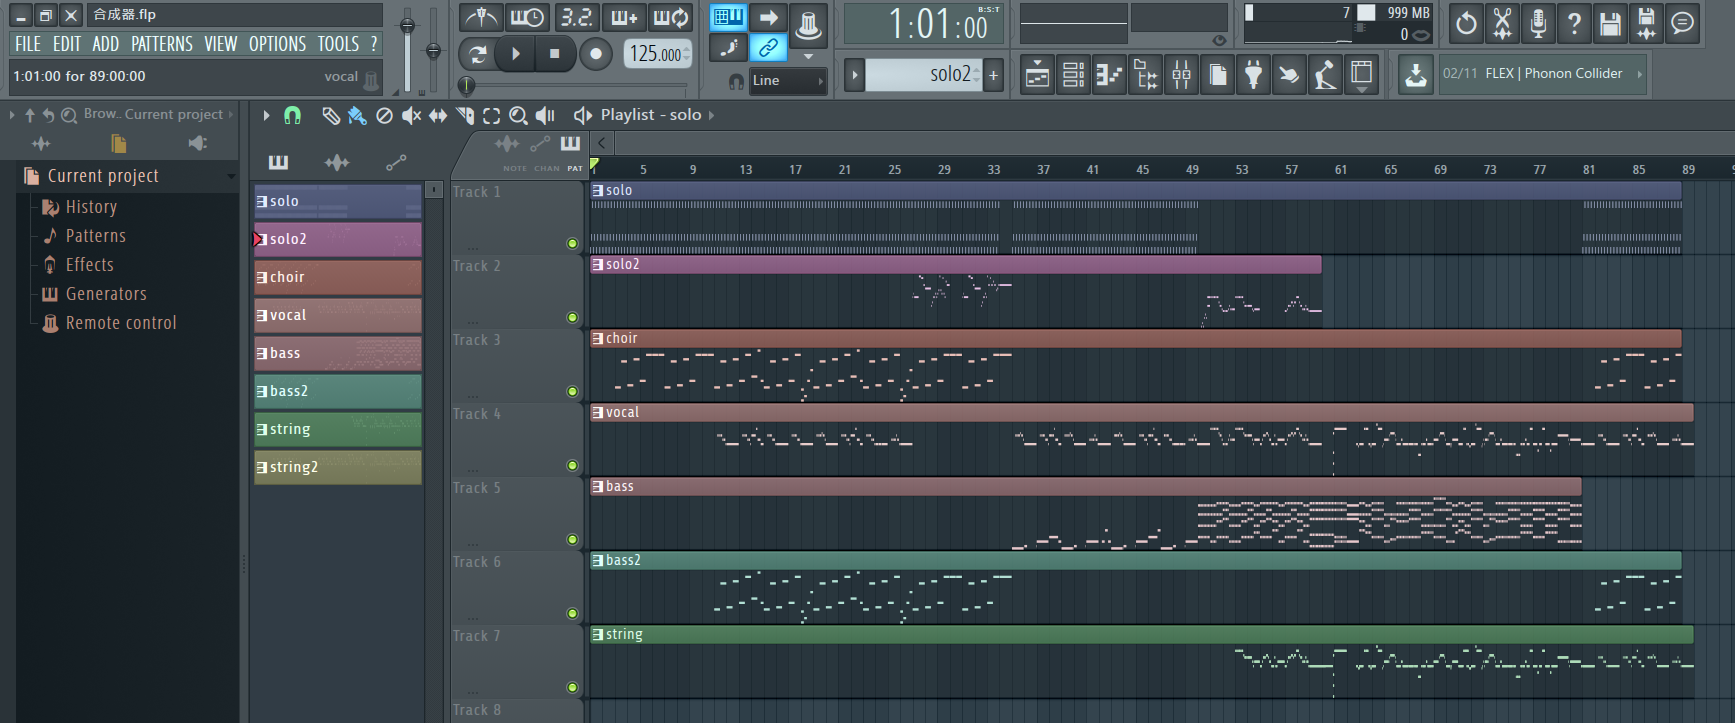 合成器.flp
FILE EDIT ADD PATTERNS VIEW OPTIONS TOOLS ?
1:01:00 for 89:00:00
vocal
3.2.
125.000
Line
B:S:T
1:01:00
solo2
7
999 MB
0
02/11 FLEX | Phonon Collider
Brow.. Current project
Current project
History
Patterns
Effects
Generators
Remote control
Playlist - solo
NOTE CHAN PAT
5 9 13 17 21 25 29 33 37 41 45 49 53 57 61 65 69 73 77 81 85 89
solo
solo2
choir
vocal
bass
bass2
string
string2
Track 1
solo
Track 2
solo2
Track 3
choir
Track 4
vocal
Track 5
bass
Track 6
bass2
Track 7
string
Track 8